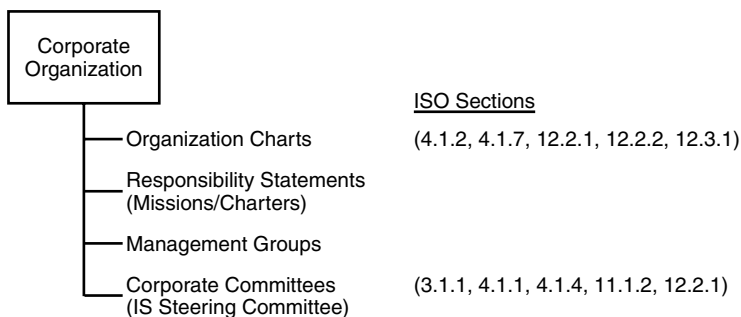 Corporate
Organization
ISO Sections
Organization Charts (4.1.2, 4.1.7, 12.2.1, 12.2.2, 12.3.1)
Responsibility Statements
(Missions/Charters)
Management Groups
Corporate Committees (3.1.1, 4.1.1, 4.1.4, 11.1.2, 12.2.1)
(IS Steering Committee)